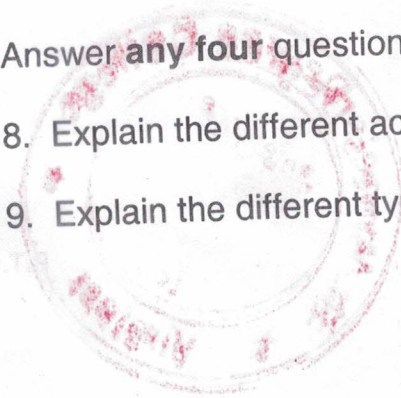 Answer any four question
8. Explain the different ac
9. Explain the different ty